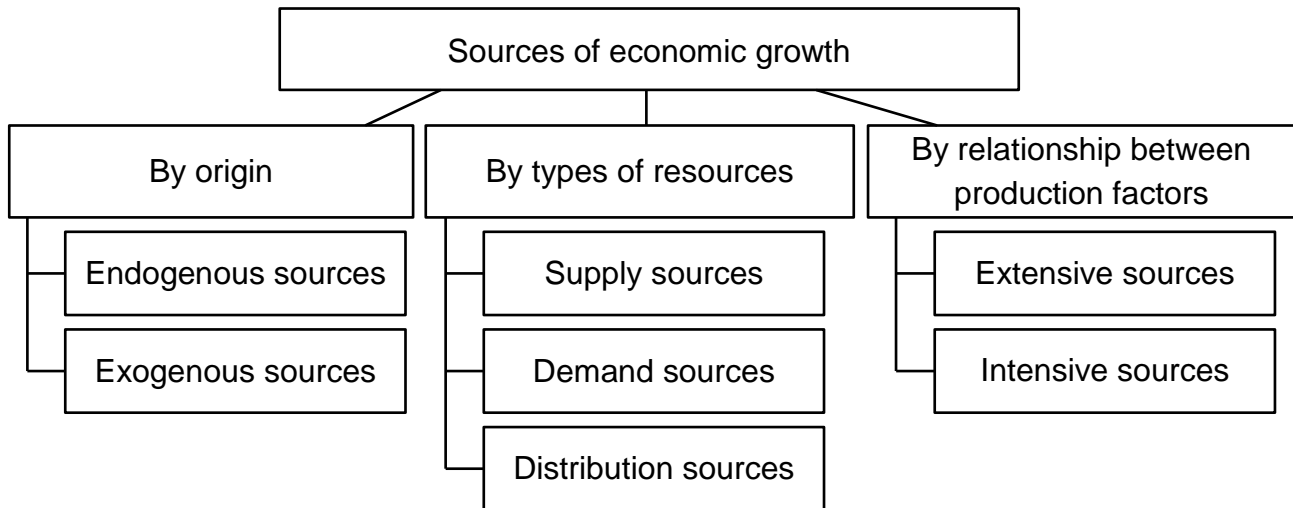 Sources of economic growth
By origin
Endogenous sources
Exogenous sources
By types of resources
Supply sources
Demand sources
Distribution sources
By relationship between
production factors
Extensive sources
Intensive sources